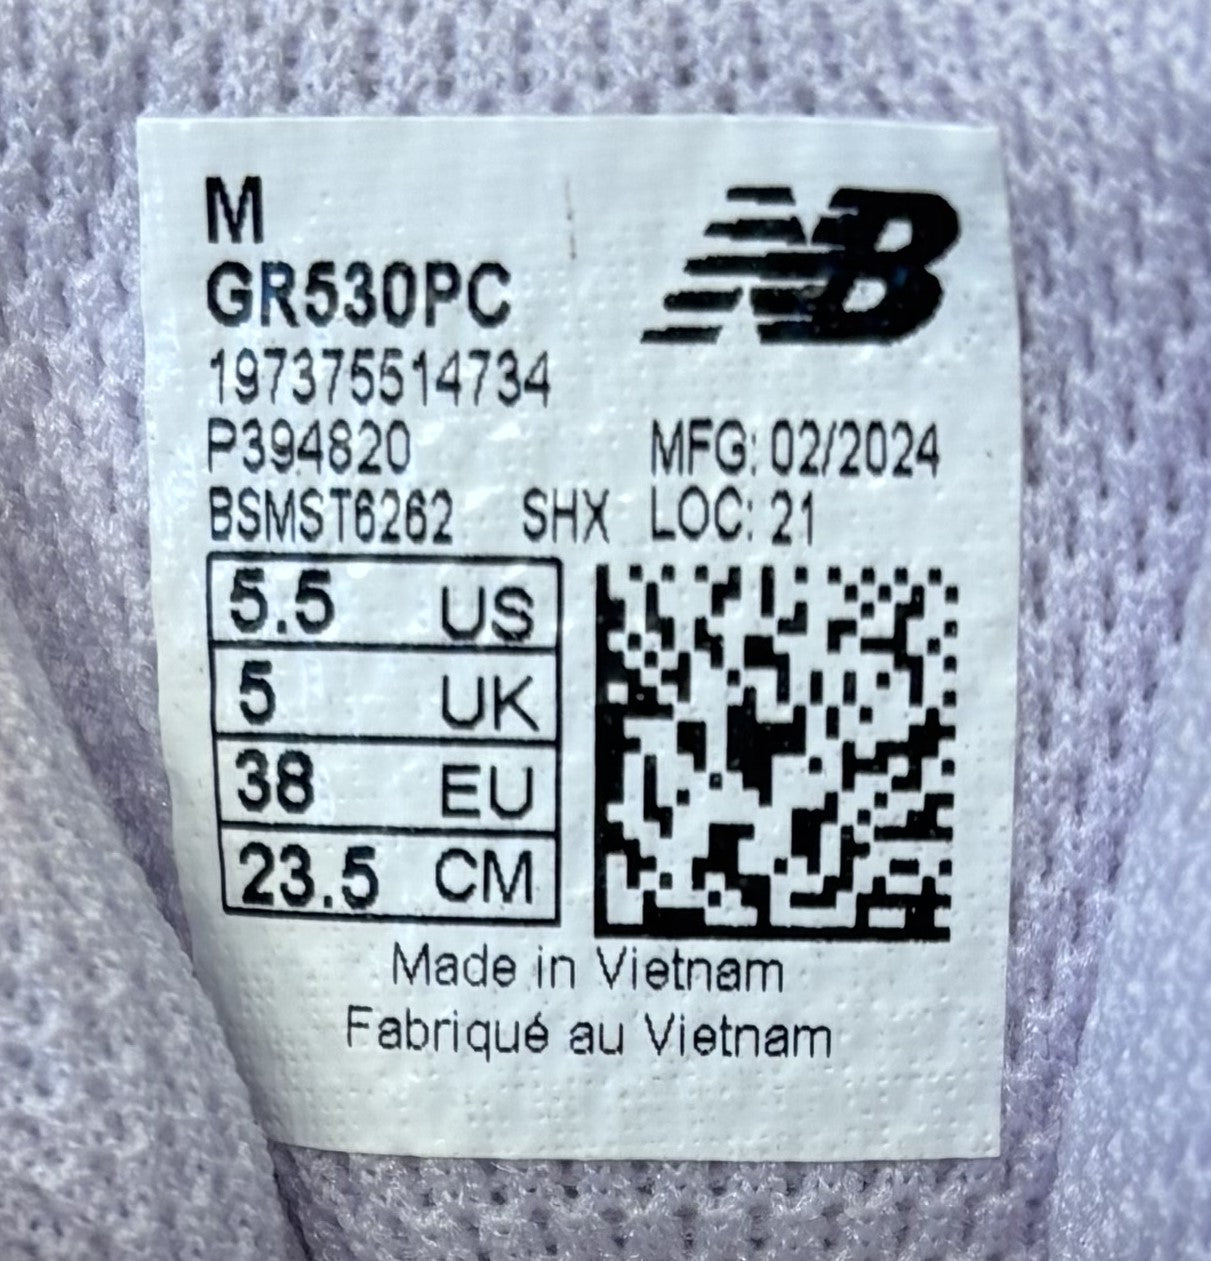 M
NB
GR530PC
197375514734
P394820
MFG: 02/2024
BSMST6262 SHX LOC: 21
5.5 US
5 UK
38 EU
23.5 CM
Made in Vietnam
Fabriqué au Vietnam